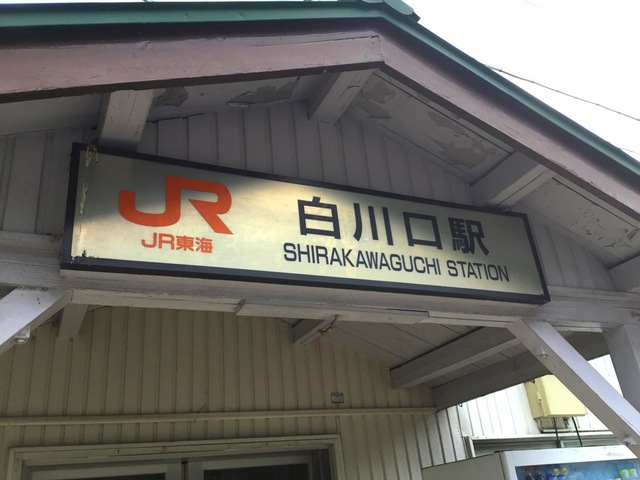 JR
JR東海
白川口駅
SHIRAKAWAGUCHI STATION